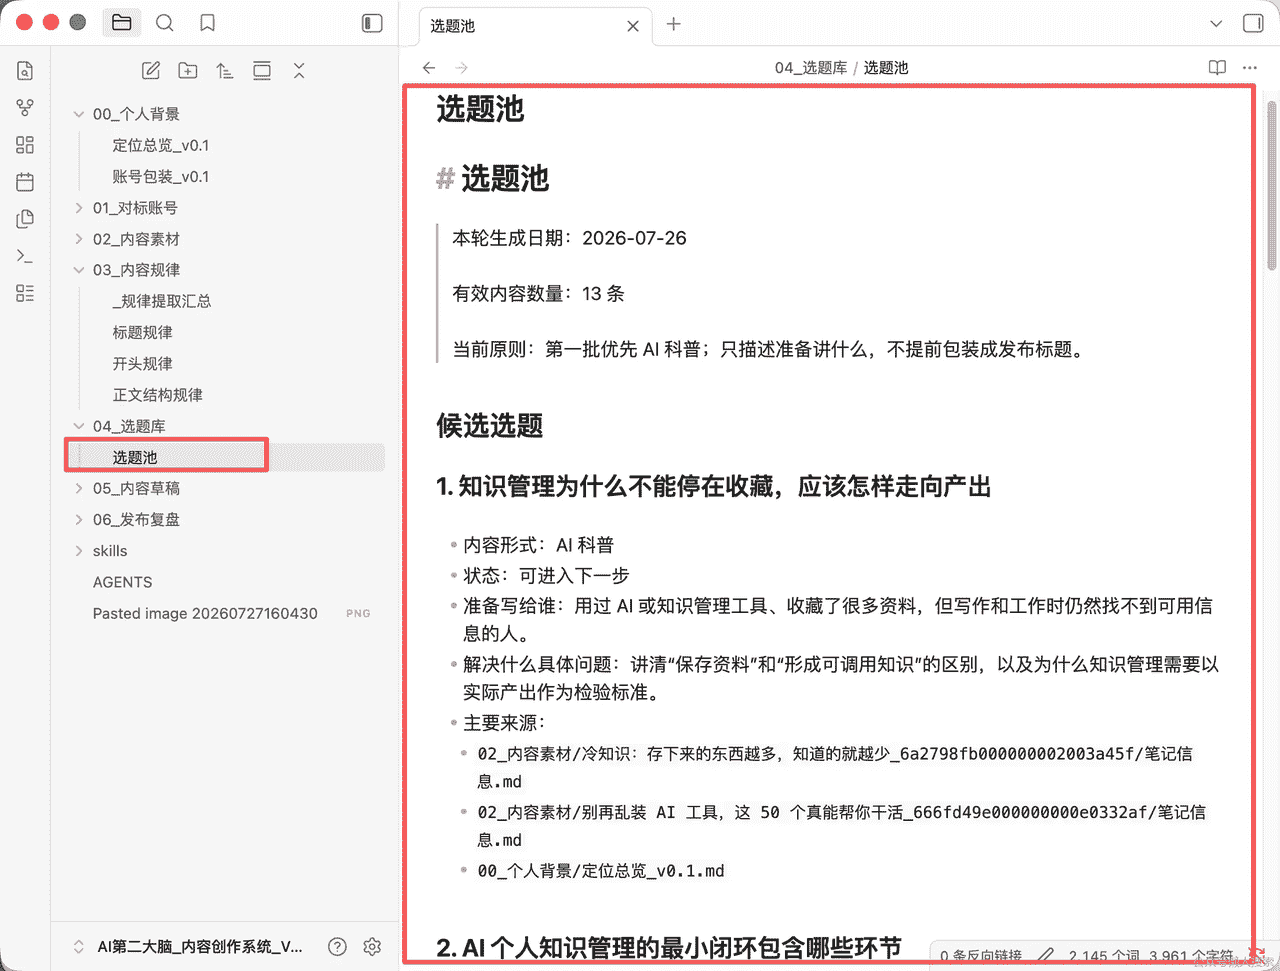 选题池
04_选题库 / 选题池
00_个人背景
定位总览_v0.1
账号包装_v0.1
01_对标账号
02_内容素材
03_内容规律
_规律提取汇总
标题规律
开头规律
正文结构规律
04_选题库
选题池
05_内容草稿
06_发布复盘
skills
AGENTS
Pasted image 20260727160430 PNG
AI第二大脑_内容创作系统_V...
选题池
# 选题池
本轮生成日期：2026-07-26
有效内容数量：13 条
当前原则：第一批优先 AI 科普；只描述准备讲什么，不提前包装成发布标题。
候选选题
1. 知识管理为什么不能停在收藏，应该怎样走向产出
内容形式：AI 科普
状态：可进入下一步
准备写给谁：用过 AI 或知识管理工具、收藏了很多资料，但写作和工作时仍然找不到可用信
息的人。
解决什么具体问题：讲清“保存资料”和“形成可调用知识”的区别，以及为什么知识管理需要以
实际产出作为检验标准。
主要来源：
02_内容素材/冷知识：存下来的东西越多，知道的就越少_6a2798fb000000002003a45f/笔记信
息.md
02_内容素材/别再乱装 AI 工具，这 50 个真能帮你干活_666fd49e000000000e0332af/笔记信
息.md
00_个人背景/定位总览_v0.1.md
2. AI 个人知识管理的最小闭环包含哪些环节
0 条反向链接 2,145 个词 3,961 个字符